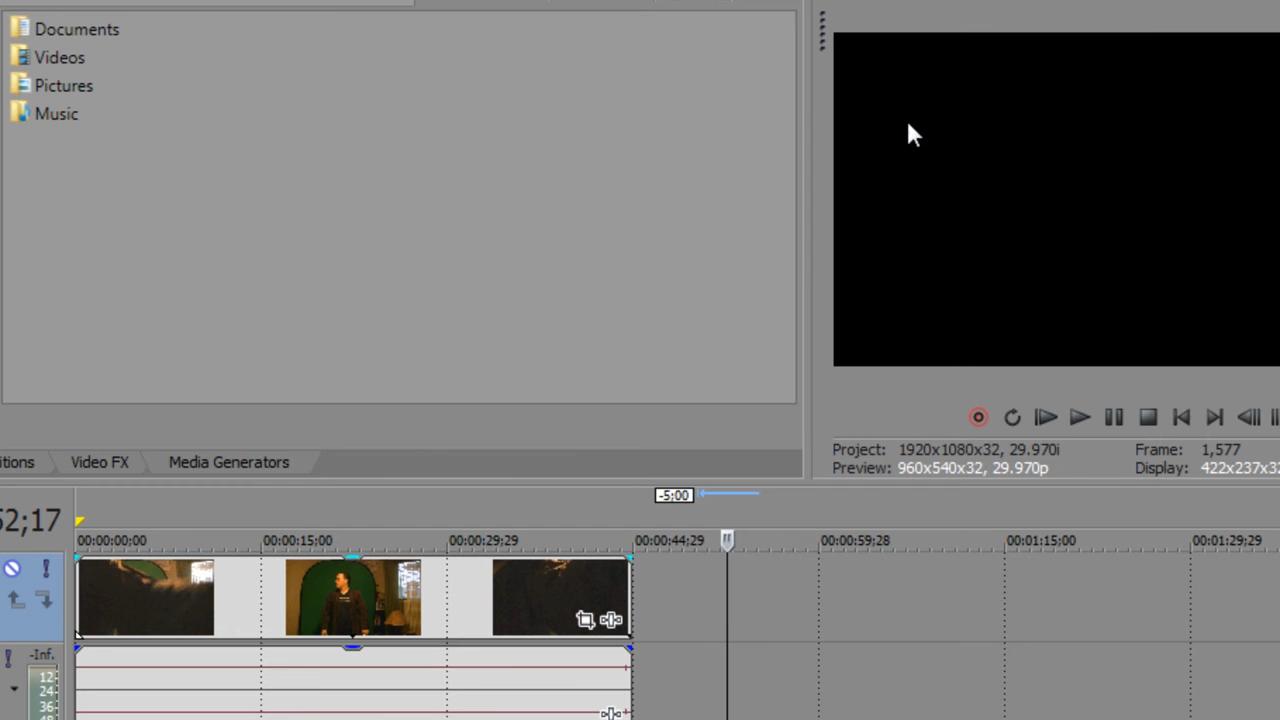 Documents
Videos
Pictures
Music
itions Video FX Media Generators
Project: 1920x1080x32, 29.970i Frame: 1,577
Preview: 960x540x32, 29.970p Display: 422x237x32
-5;00
52;17
00:00:00;00 00:00:15;00 00:00:29;29 00:00:44;29 00:00:59;28 00:01:15;00 00:01:29;29
-Inf.
12
24
36
48